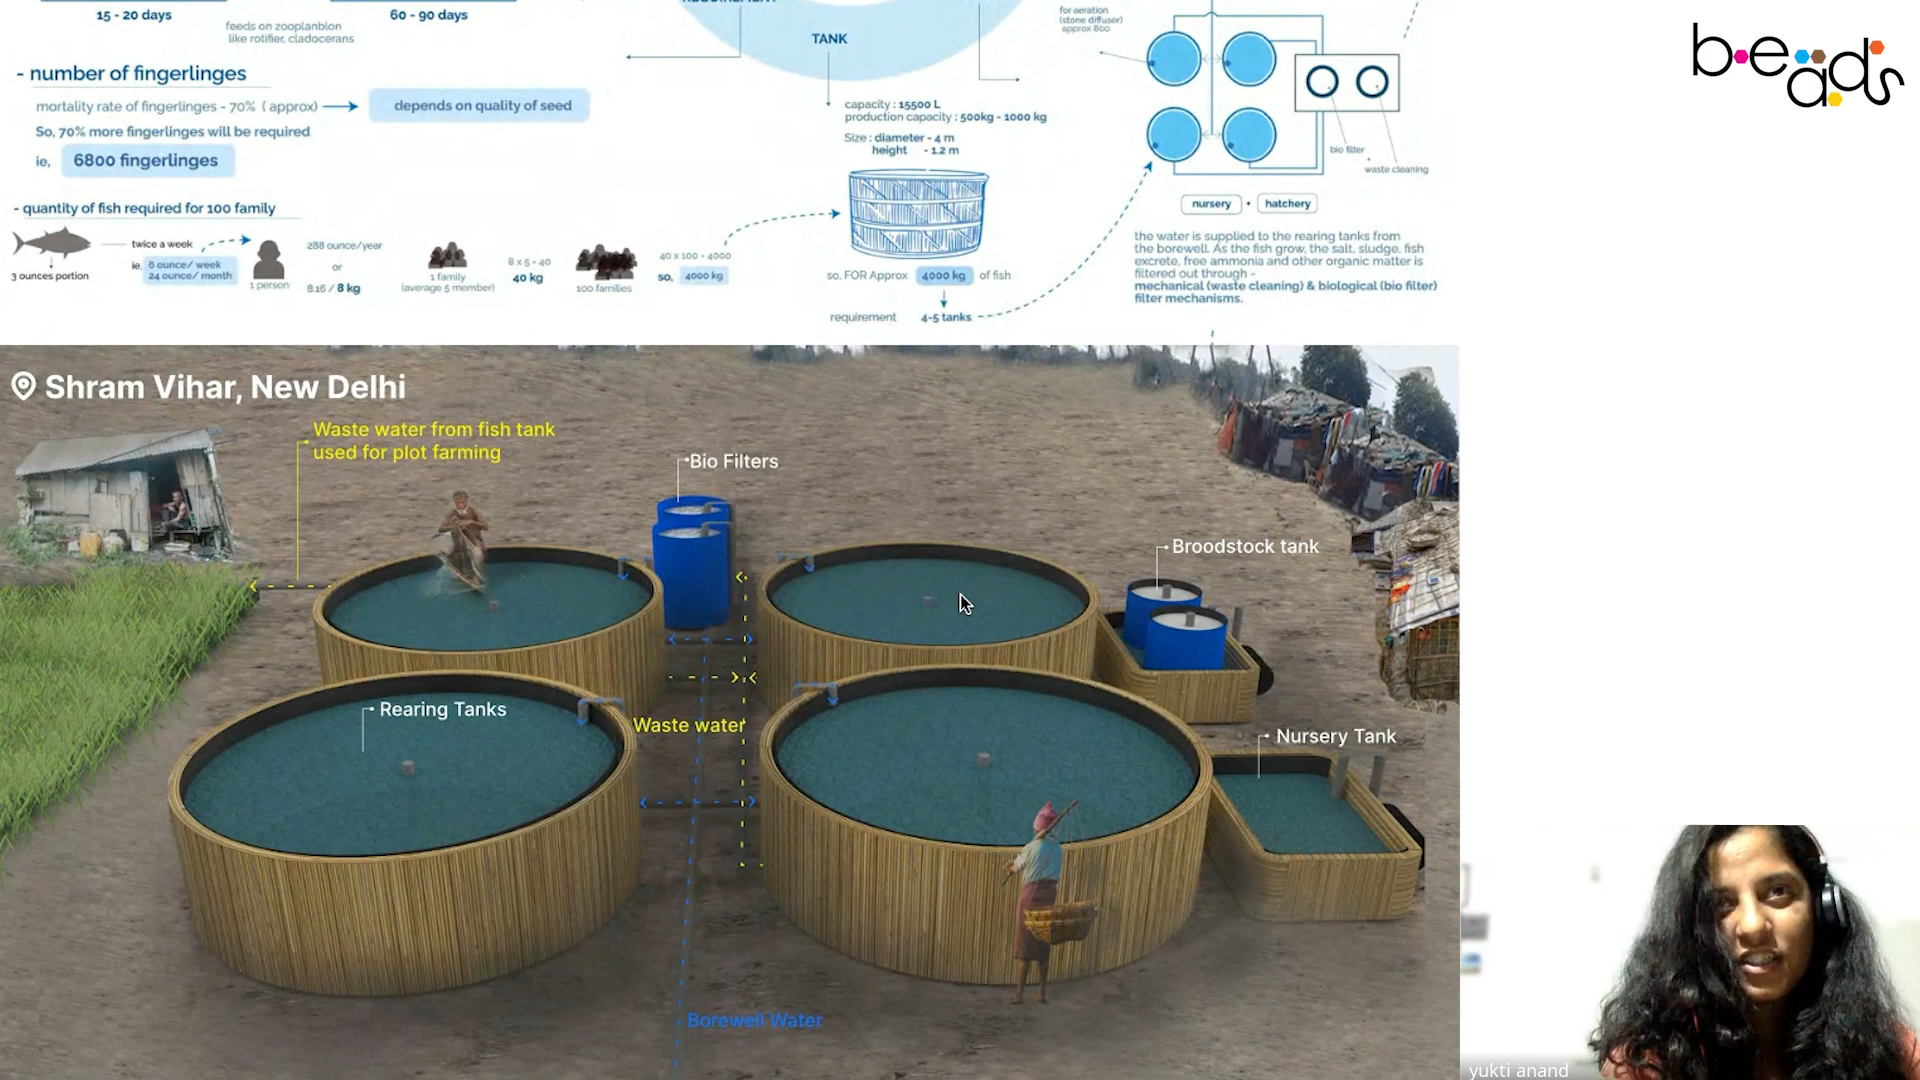 15 - 20 days
60 - 90 days
feeds on zooplanblon
like rotifier, cladocerans
- number of fingerlinges
mortality rate of fingerlinges - 70% ( approx)
depends on quality of seed
So, 70% more fingerlinges will be required
ie, 6800 fingerlinges
- quantity of fish required for 100 family
3 ounces portion
twice a week
ie, 6 ounce/ week
24 ounce/ month
1 person
288 ounce/year
or
8.16 / 8 kg
1 family
(average 5 member)
8 x 5 = 40
40 kg
100 families
40 x 100 = 4000
so, 4000 kg
TANK
capacity : 15500 L
production capacity : 500kg - 1000 kg
Size : diameter - 4 m
height - 1.2 m
so, FOR Approx 4000 kg of fish
requirement 4-5 tanks
for aeration
(stone diffuser)
approx 800
bio filter
waste cleaning
nursery • hatchery
the water is supplied to the rearing tanks from
the borewell. As the fish grow, the salt, sludge, fish
excrete, free ammonia and other organic matter is
filtered out through -
mechanical (waste cleaning) & biological (bio filter)
filter mechanisms.
beads
Shram Vihar, New Delhi
Waste water from fish tank
used for plot farming
Bio Filters
Broodstock tank
Rearing Tanks
Waste water
Nursery Tank
Borewell Water
yukti anand